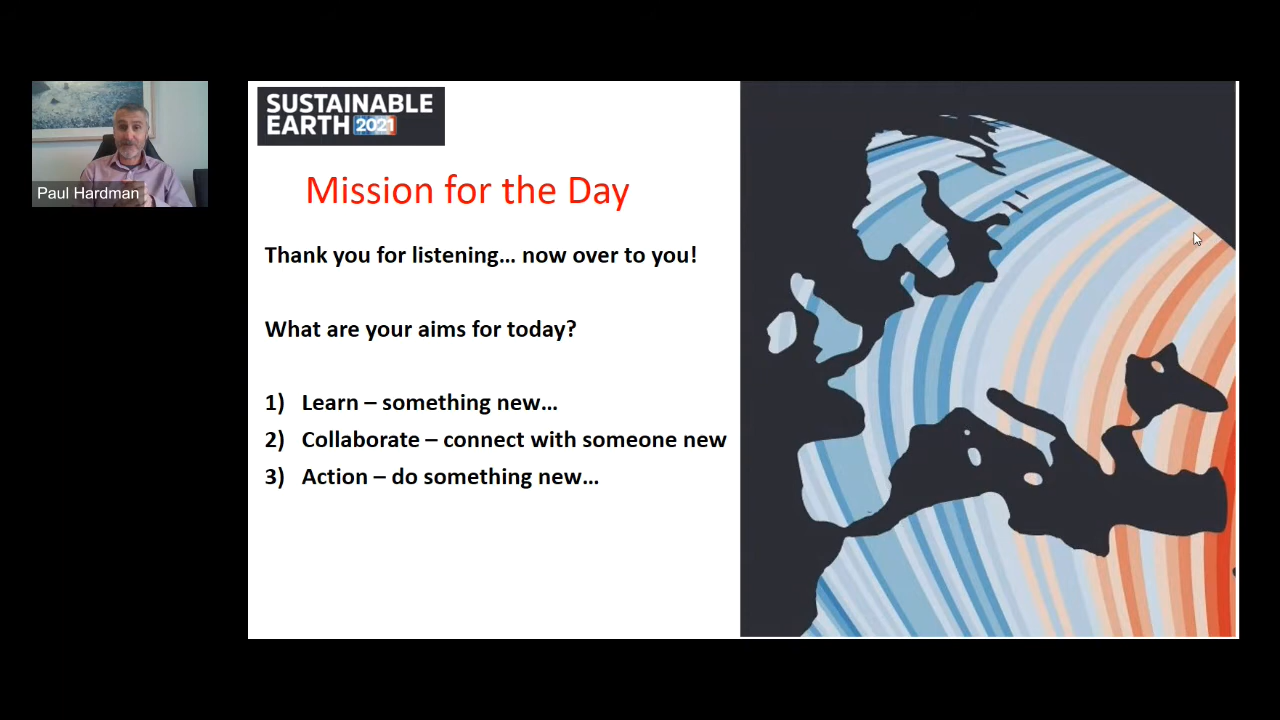 SUSTAINABLE
EARTH 2021
Mission for the Day
Thank you for listening... now over to you!
What are your aims for today?
1) Learn – something new...
2) Collaborate – connect with someone new
3) Action – do something new...
Paul Hardman